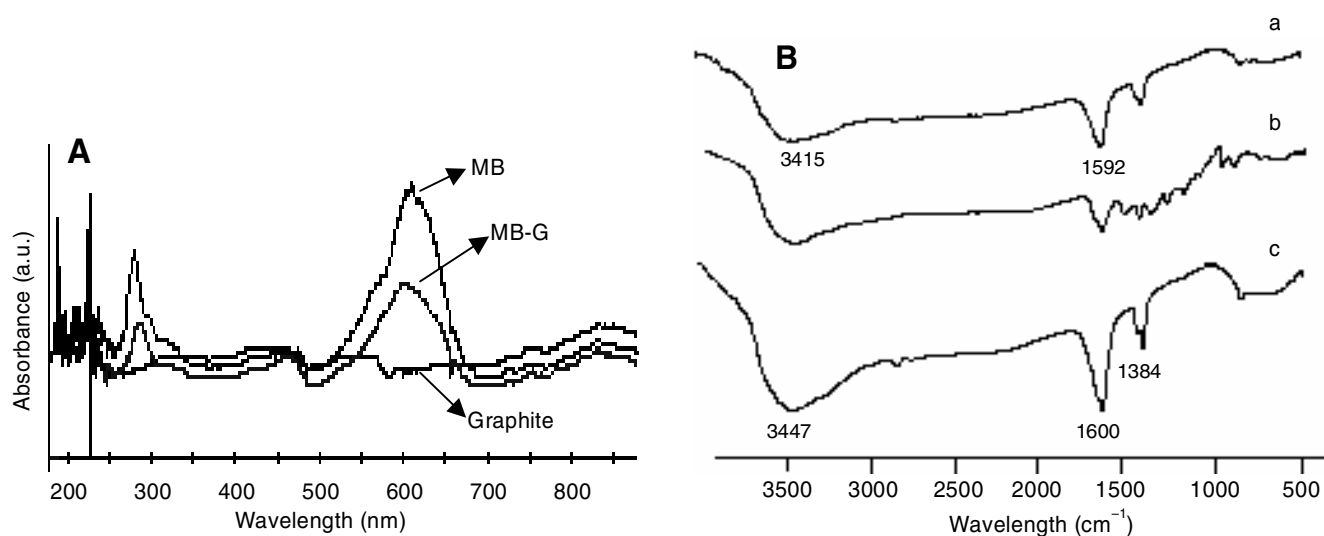 A
MB
MB-G
Graphite
Absorbance (a.u.)
200 300 400 500 600 700 800
Wavelength (nm)
B
a
3415 1592
b
c
1384
3447 1600
3500 3000 2500 2000 1500 1000 500
Wavelength (cm⁻¹)